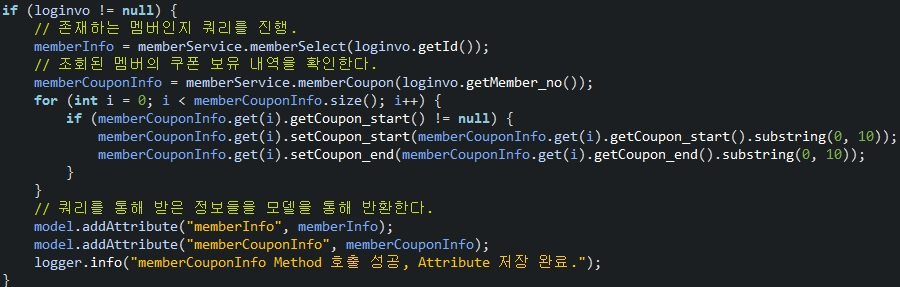 if (loginvo != null) {
// 존재하는 멤버인지 쿼리를 진행.
memberInfo = memberService.memberSelect(loginvo.getId());
// 조회된 멤버의 쿠폰 보유 내역을 확인한다.
memberCouponInfo = memberService.memberCoupon(loginvo.getMember_no());
for (int i = 0; i < memberCouponInfo.size(); i++) {
if (memberCouponInfo.get(i).getCoupon_start() != null) {
memberCouponInfo.get(i).setCoupon_start(memberCouponInfo.get(i).getCoupon_start().substring(0, 10));
memberCouponInfo.get(i).setCoupon_end(memberCouponInfo.get(i).getCoupon_end().substring(0, 10));
}
}
// 쿼리를 통해 받은 정보들을 모델을 통해 반환한다.
model.addAttribute("memberInfo", memberInfo);
model.addAttribute("memberCouponInfo", memberCouponInfo);
logger.info("memberCouponInfo Method 호출 성공, Attribute 저장 완료.");
}